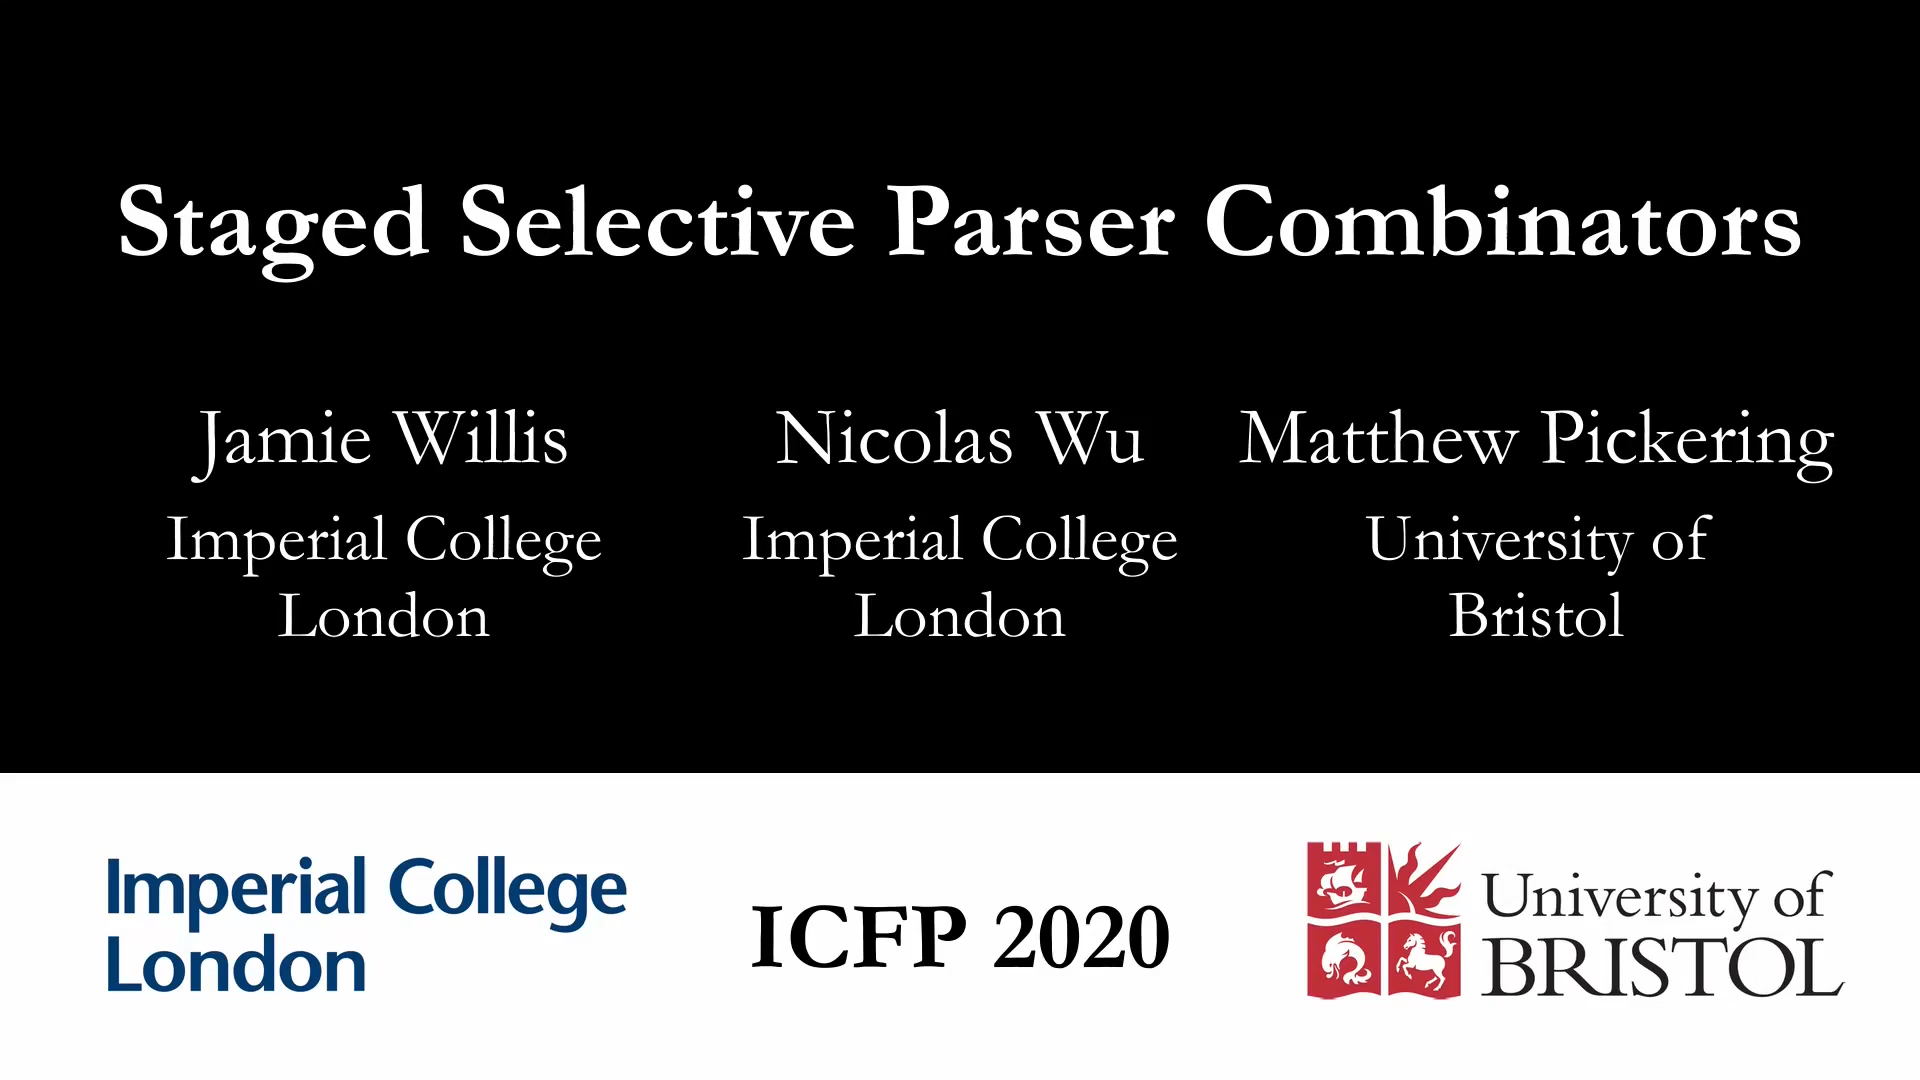 Staged Selective Parser Combinators
Jamie Willis
Imperial College
London
Nicolas Wu
Imperial College
London
Matthew Pickering
University of
Bristol
Imperial College
London
ICFP 2020
University of
BRISTOL